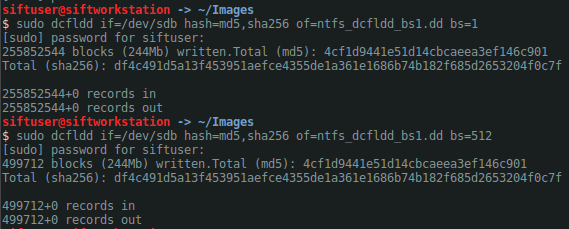 siftuser@siftworkstation -> ~/Images
$ sudo dcfldd if=/dev/sdb hash=md5,sha256 of=ntfs_dcfldd_bs1.dd bs=1
[sudo] password for siftuser:
255852544 blocks (244Mb) written.Total (md5): 4cf1d9441e51d14cbcaeea3ef146c901
Total (sha256): df4c491d5a13f453951aefce4355de1a361e1686b74b182f685d2653204f0c7f

255852544+0 records in
255852544+0 records out
siftuser@siftworkstation -> ~/Images
$ sudo dcfldd if=/dev/sdb hash=md5,sha256 of=ntfs_dcfldd_bs1.dd bs=512
[sudo] password for siftuser:
499712 blocks (244Mb) written.Total (md5): 4cf1d9441e51d14cbcaeea3ef146c901
Total (sha256): df4c491d5a13f453951aefce4355de1a361e1686b74b182f685d2653204f0c7f

499712+0 records in
499712+0 records out